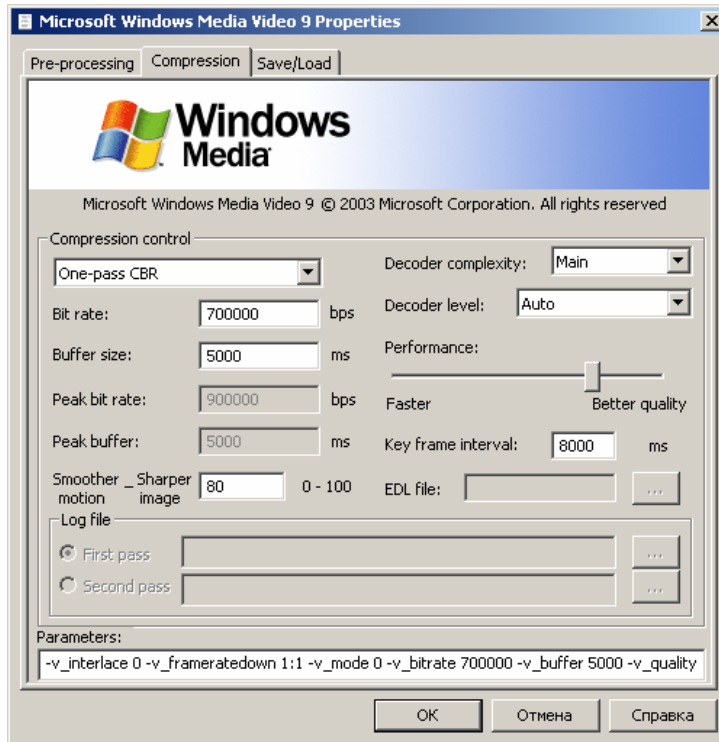 Microsoft Windows Media Video 9 Properties
Pre-processing Compression Save/Load
Windows
Media
Microsoft Windows Media Video 9 © 2003 Microsoft Corporation. All rights reserved
Compression control
One-pass CBR
Decoder complexity: Main
Bit rate: 700000 bps
Decoder level: Auto
Buffer size: 5000 ms
Performance:
Peak bit rate: 900000 bps
Faster Better quality
Peak buffer: 5000 ms
Key frame interval: 8000 ms
Smoother _ Sharper
motion image
80 0 - 100
EDL file: ...
Log file
First pass ...
Second pass ...
Parameters:
-v_interlace 0 -v_frameratedown 1:1 -v_mode 0 -v_bitrate 700000 -v_buffer 5000 -v_quality
OK Отмена Справка